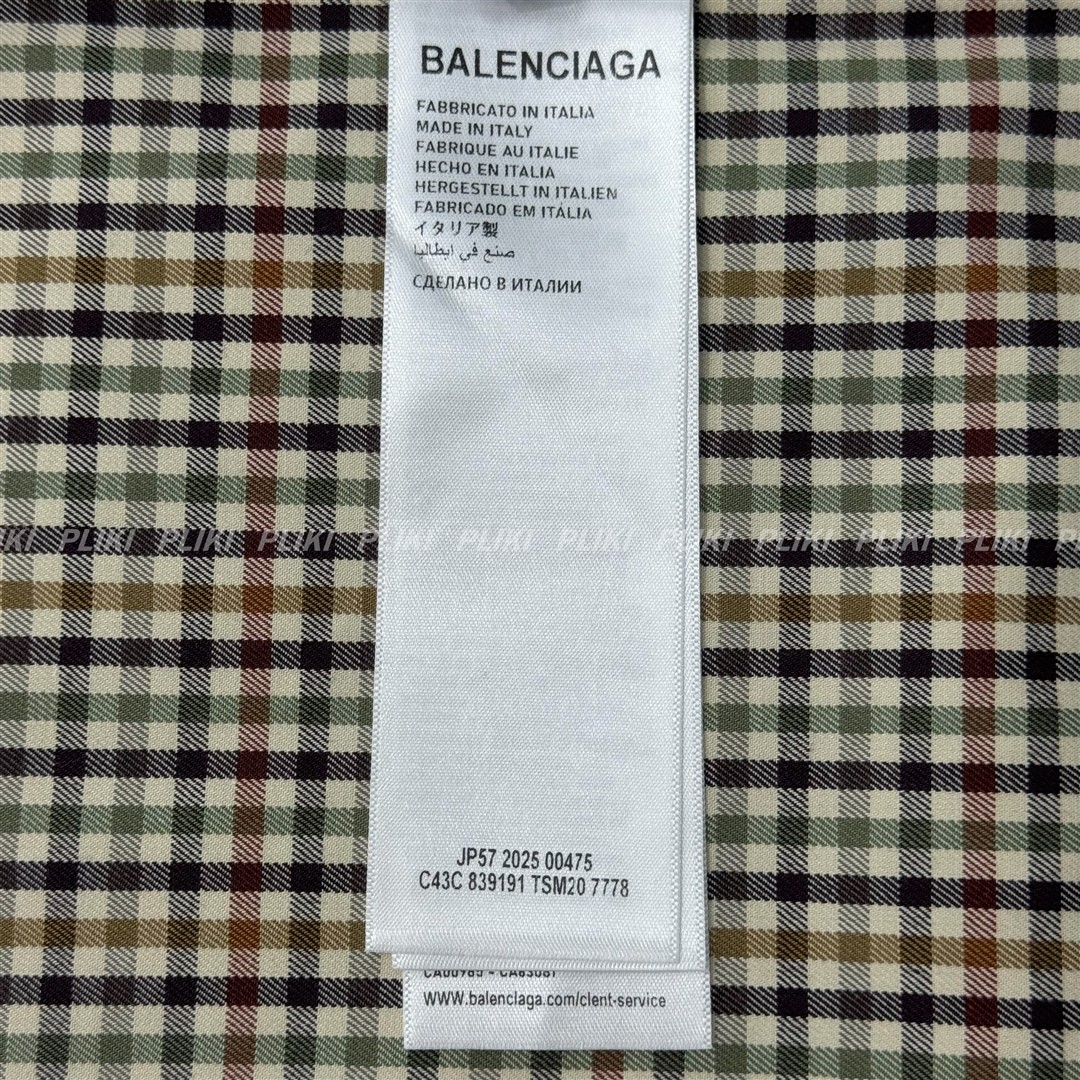 BALENCIAGA
FABBRICATO IN ITALIA
MADE IN ITALY
FABRIQUE AU ITALIE
HECHO EN ITALIA
HERGESTELLT IN ITALIEN
FABRICADO EM ITÁLIA
イタリア製
صنع في ايطاليا
СДЕЛАНО В ИТАЛИИ
PLIKI PLIKI PLIKI PLIKI PLIKI PLIKI PLIKI PLIKI PLIKI PLIKI
JP57 2025 00475
C43C 839191 TSM20 7778
CA00985 - CA83081
www.balenciaga.com/clent-service